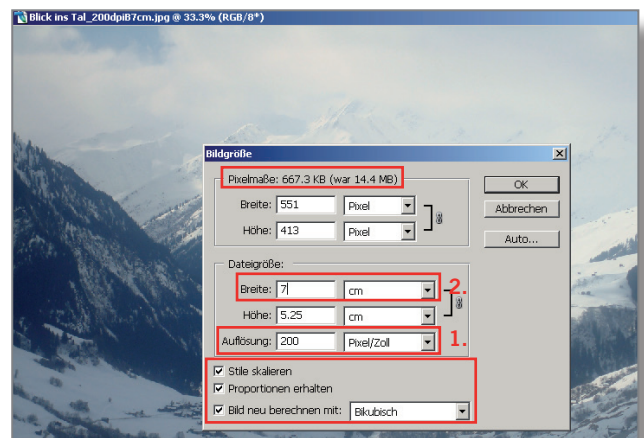 Blick ins Tal_200dpiB7cm.jpg @ 33.3% (RGB/8*)
Bildgröße
Pixelmaße: 667.3 KB (war 14.4 MB)
Breite: 551 Pixel
Höhe: 413 Pixel
OK
Abbrechen
Auto...
Dateigröße:
Breite: 7 cm 2.
Höhe: 5.25 cm
Auflösung: 200 Pixel/Zoll 1.
Stile skalieren
Proportionen erhalten
Bild neu berechnen mit: Bikubisch